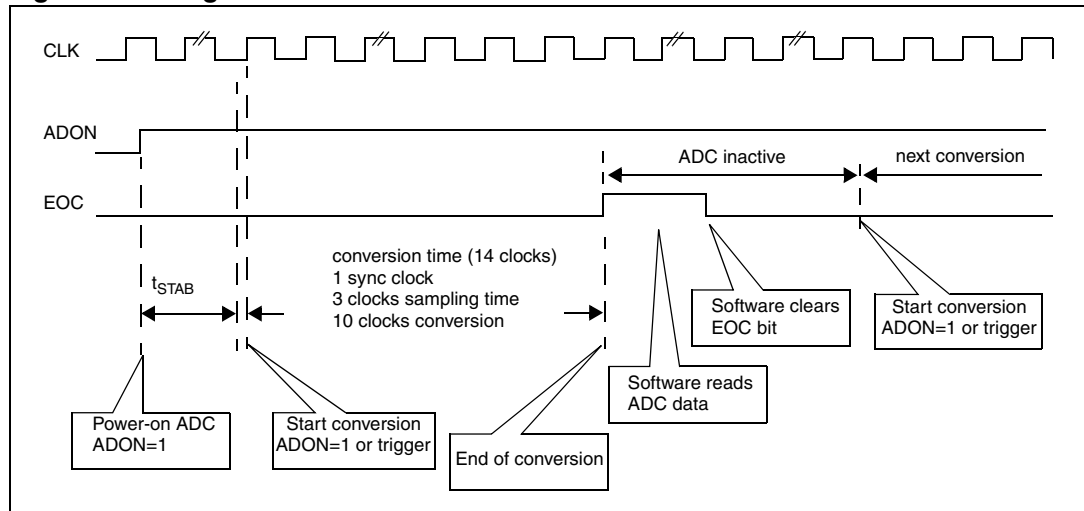 CLK
ADON
ADC inactive
next conversion
EOC
conversion time (14 clocks)
1 sync clock
3 clocks sampling time
10 clocks conversion
tSTAB
Software clears
EOC bit
Start conversion
ADON=1 or trigger
Software reads
ADC data
Power-on ADC
ADON=1
Start conversion
ADON=1 or trigger
End of conversion